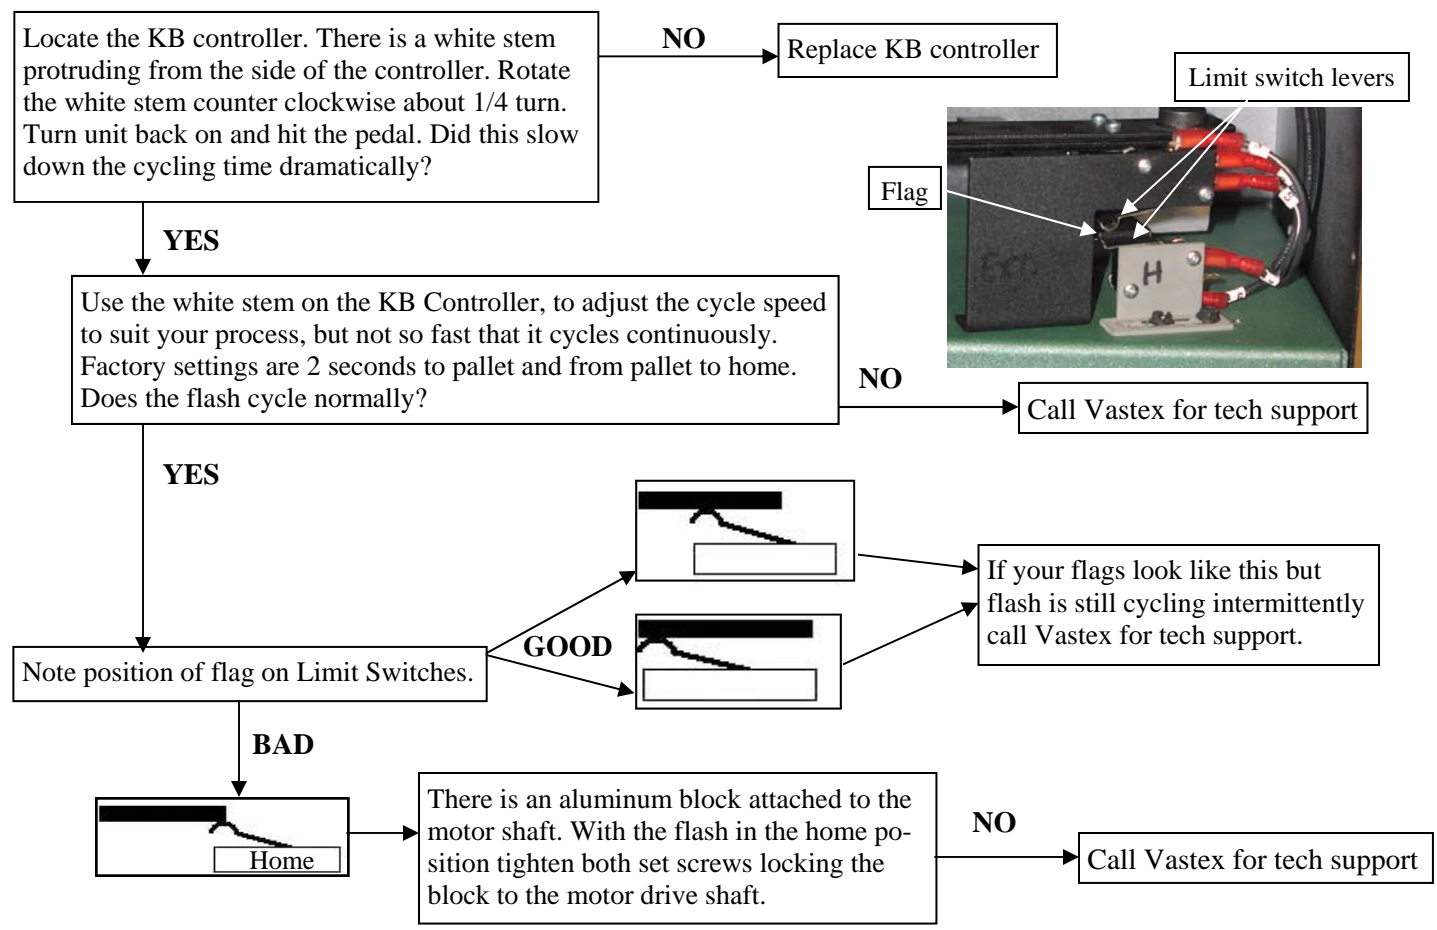 Locate the KB controller. There is a white stem
protruding from the side of the controller. Rotate
the white stem counter clockwise about 1/4 turn.
Turn unit back on and hit the pedal. Did this slow
down the cycling time dramatically?
NO
Replace KB controller
Limit switch levers
Flag
H
YES
Use the white stem on the KB Controller, to adjust the cycle speed
to suit your process, but not so fast that it cycles continuously.
Factory settings are 2 seconds to pallet and from pallet to home.
Does the flash cycle normally?
NO
Call Vastex for tech support
YES
Note position of flag on Limit Switches.
GOOD
If your flags look like this but
flash is still cycling intermittently
call Vastex for tech support.
BAD
Home
There is an aluminum block attached to the
motor shaft. With the flash in the home po-
sition tighten both set screws locking the
block to the motor drive shaft.
NO
Call Vastex for tech support